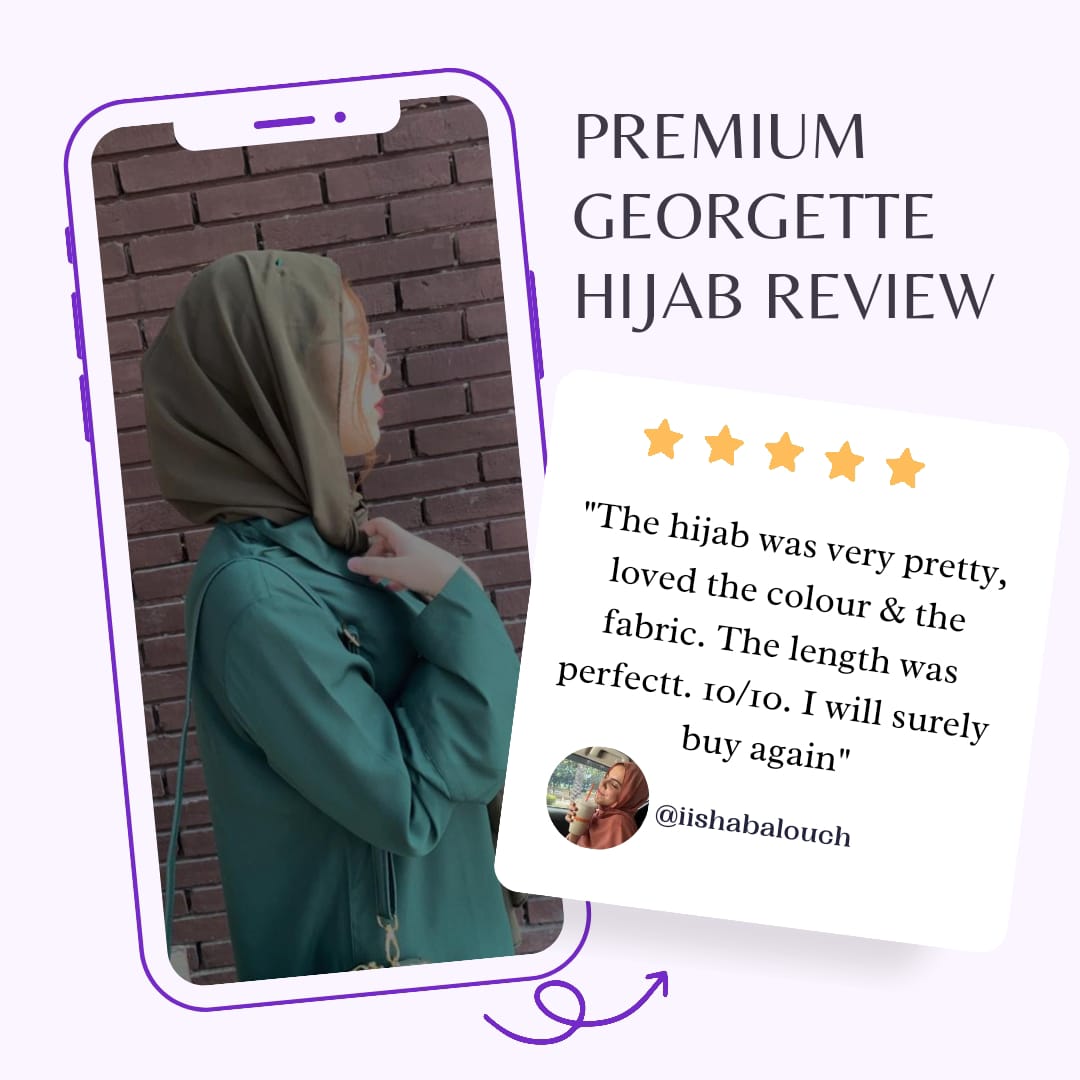 PREMIUM
GEORGETTE
HIJAB REVIEW
"The hijab was very pretty,
loved the colour & the
fabric. The length was
perfectt. 10/10. I will surely
buy again"
@iishabalouch